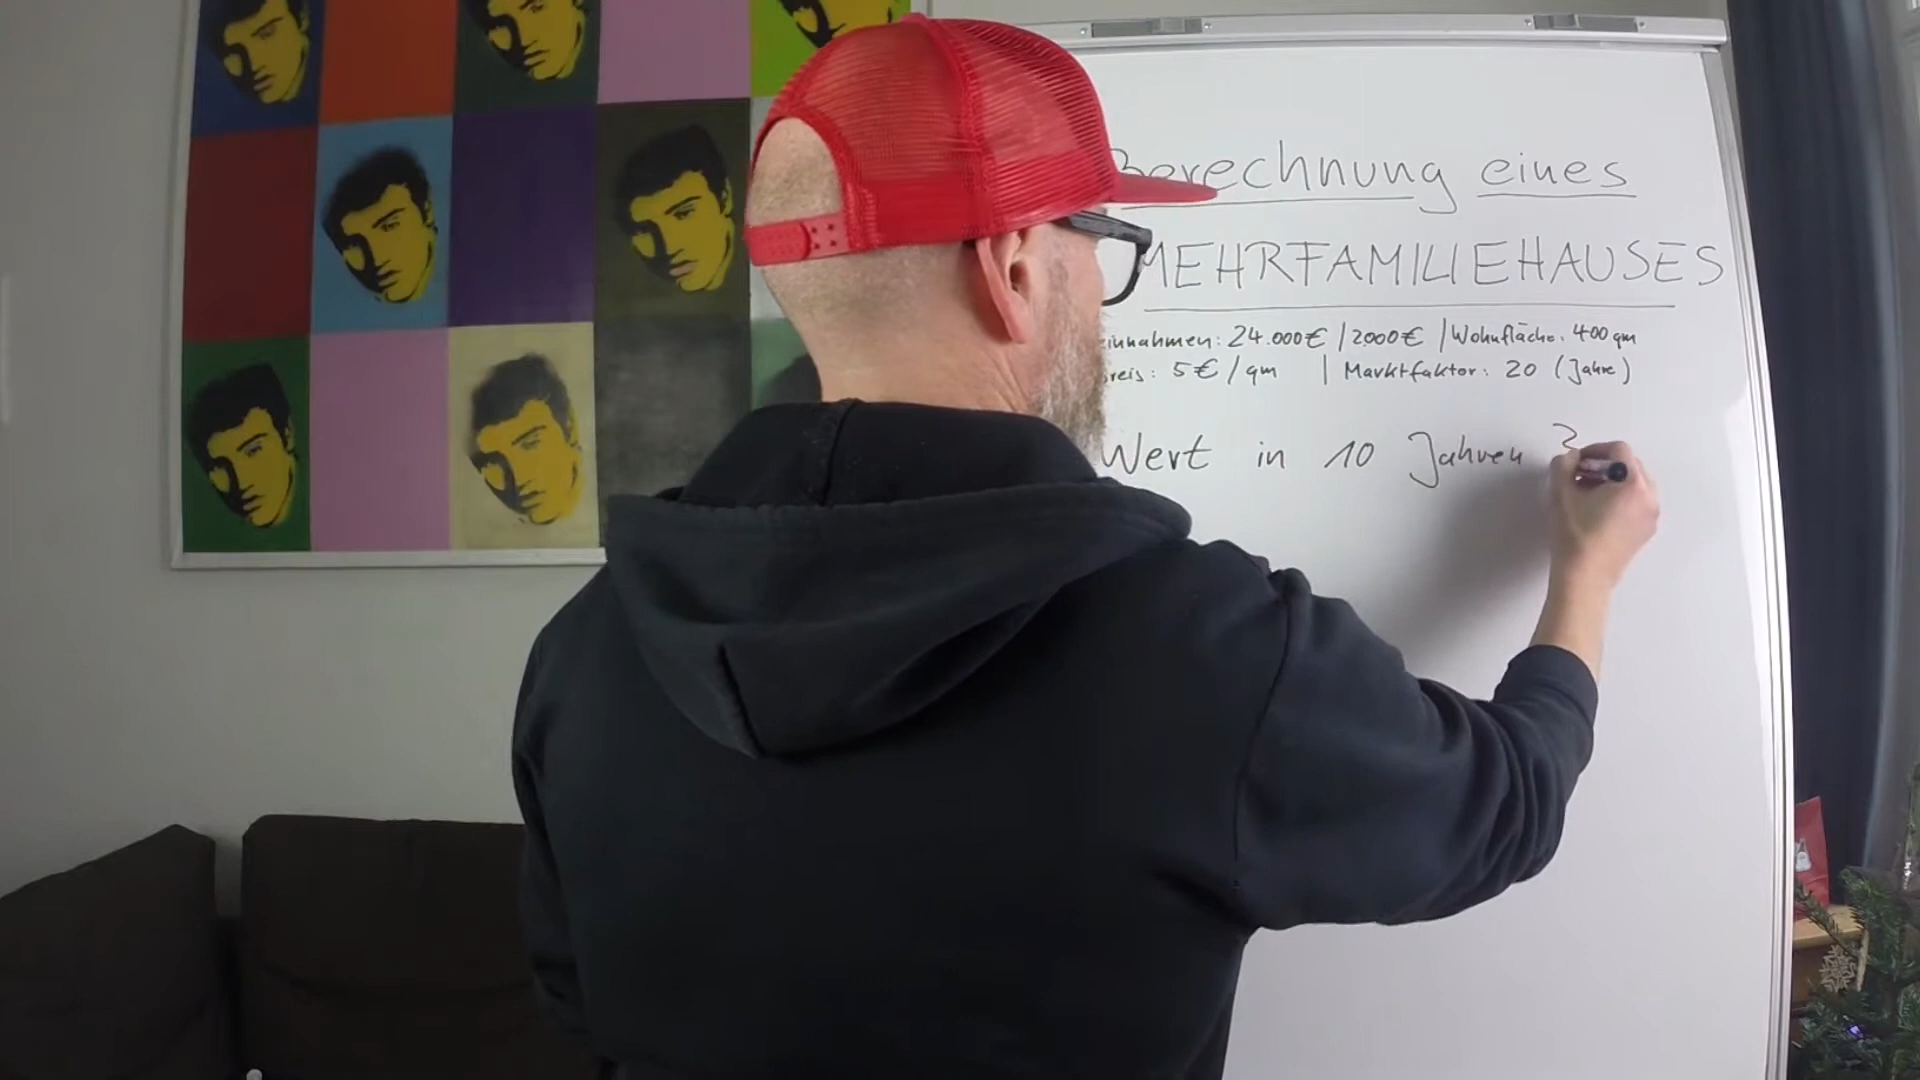 Berechnung eines
MEHRFAMILIEHAUSES
einnahmen: 24.000€ / 2000€ | Wohnfläche: 400 qm
preis: 5€/qm | Marktfaktor: 20 (Jahre)
Wert in 10 Jahren ?